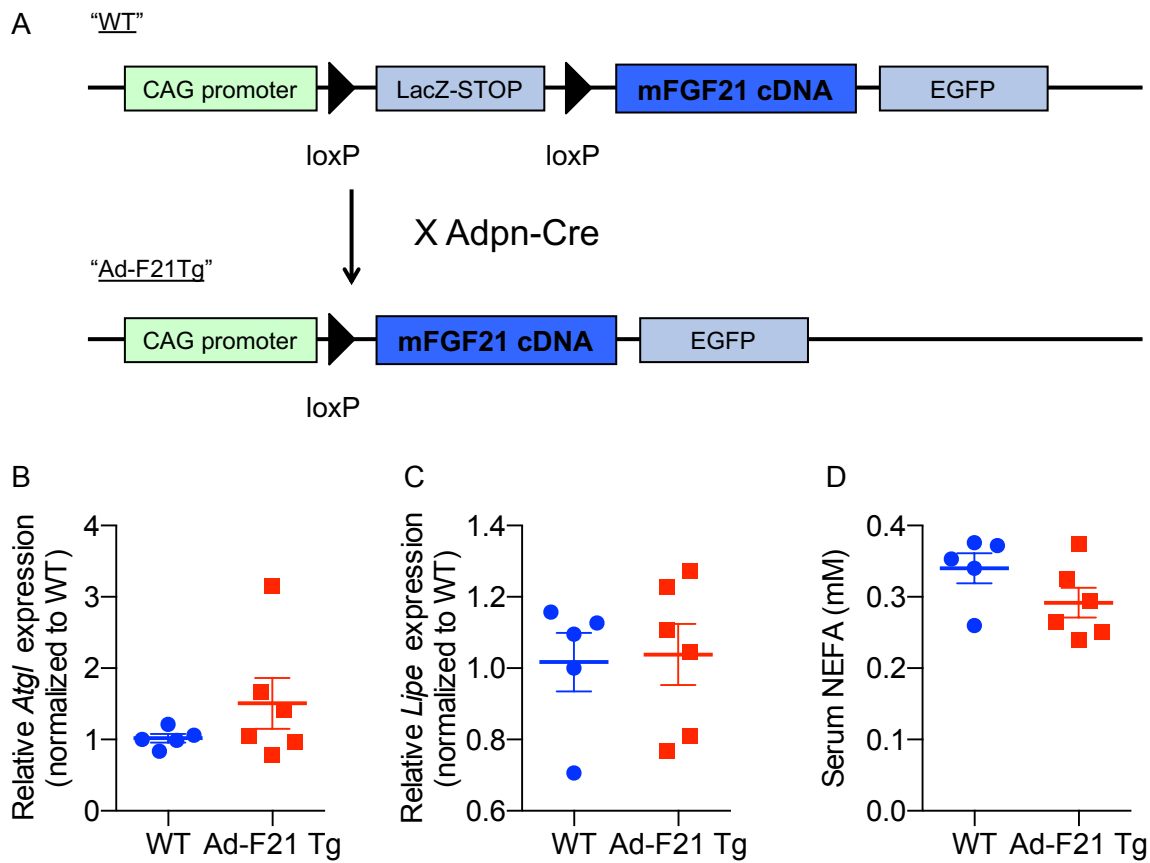 A
"WT"
CAG promoter
LacZ-STOP
mFGF21 cDNA
EGFP
loxP
loxP
X Adpn-Cre
"Ad-F21Tg"
CAG promoter
mFGF21 cDNA
EGFP
loxP
B
Relative Atgl expression
(normalized to WT)
4
3
2
1
0
WT
Ad-F21 Tg
C
Relative Lipe expression
(normalized to WT)
1.4
1.2
1.0
0.8
0.6
WT
Ad-F21 Tg
D
Serum NEFA (mM)
0.4
0.3
0.2
0.1
0.0
WT
Ad-F21 Tg